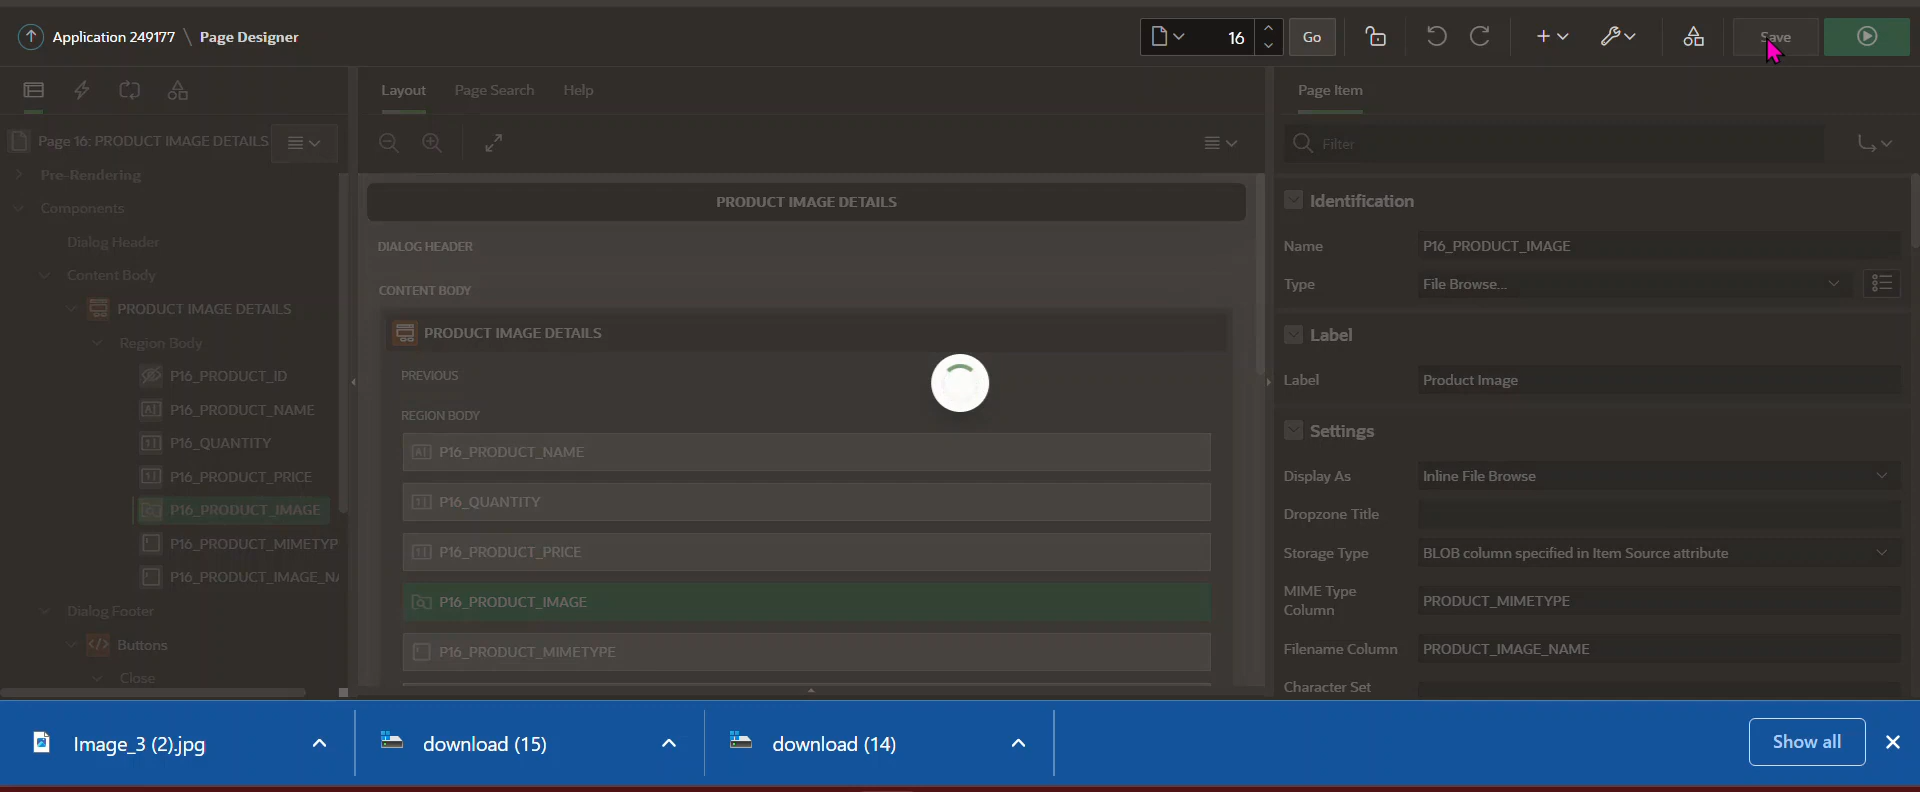 Application 249177 \ Page Designer
16
Go
Save
Layout
Page Search
Help
Page Item
Page 16: PRODUCT IMAGE DETAILS
Filter
Pre-Rendering
Components
Dialog Header
Content Body
PRODUCT IMAGE DETAILS
Region Body
P16_PRODUCT_ID
P16_PRODUCT_NAME
P16_QUANTITY
P16_PRODUCT_PRICE
P16_PRODUCT_IMAGE
P16_PRODUCT_MIMETYP
P16_PRODUCT_IMAGE_NA
Dialog Footer
Buttons
Close
PRODUCT IMAGE DETAILS
DIALOG HEADER
CONTENT BODY
PRODUCT IMAGE DETAILS
PREVIOUS
REGION BODY
P16_PRODUCT_NAME
P16_QUANTITY
P16_PRODUCT_PRICE
P16_PRODUCT_IMAGE
P16_PRODUCT_MIMETYPE
Identification
Name P16_PRODUCT_IMAGE
Type File Browse...
Label
Label Product Image
Settings
Display As Inline File Browse
Dropzone Title
Storage Type BLOB column specified in Item Source attribute
MIME Type
Column PRODUCT_MIMETYPE
Filename Column PRODUCT_IMAGE_NAME
Character Set
Image_3 (2).jpg
download (15)
download (14)
Show all